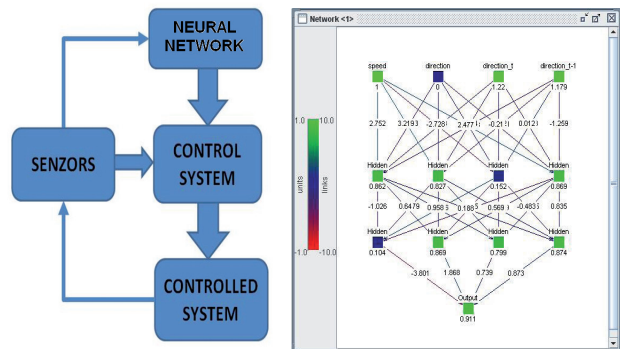 NEURAL
NETWORK
SENZORS
CONTROL
SYSTEM
CONTROLLED
SYSTEM
Network <1>
speed direction direction_t direction_t-1
1 0 1.22 1.179
1.0 10.0
units links
-1.0 -10.0
2.752 3.219 -2.728 2.477 -0.21 0.012 -1.259
Hidden Hidden Hidden Hidden
0.862 0.827 -0.152 0.869
-1.026 0.6479 0.958 0.188 0.569 -0.483 0.835
Hidden Hidden Hidden Hidden
0.104 0.869 0.799 0.874
-3.801 1.868 0.739 0.873
Output
0.911